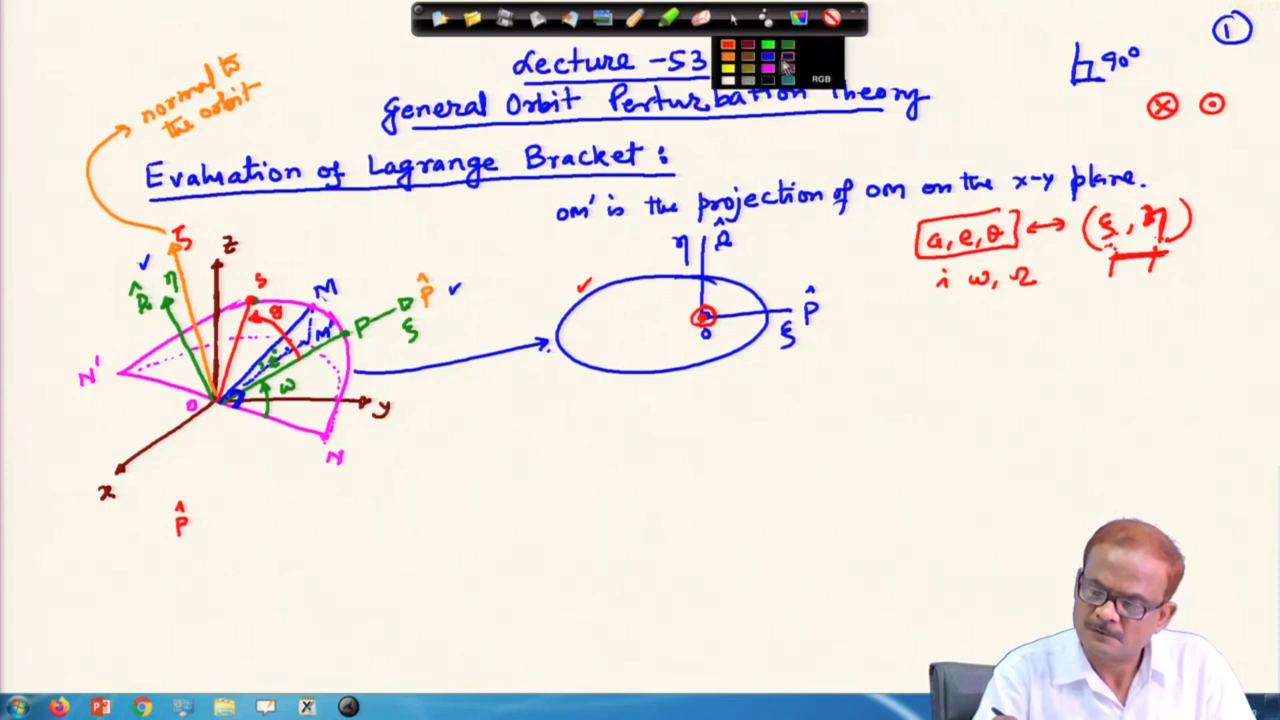 Lecture -53
General Orbit Perturbation Theory
①
90°
⊗ ⊙
normal to
the orbit
Evaluation of Lagrange Bracket :
OM' is the projection of OM on the x-y plane.
a, e, θ ↔ (ξ, η)
i ω, Ω
ζ
z
η
S
M
P̂
P
ξ
M'
θ
i
ω
N'
O
y
N
x
P̂
η
P̂
ξ
O
RGB